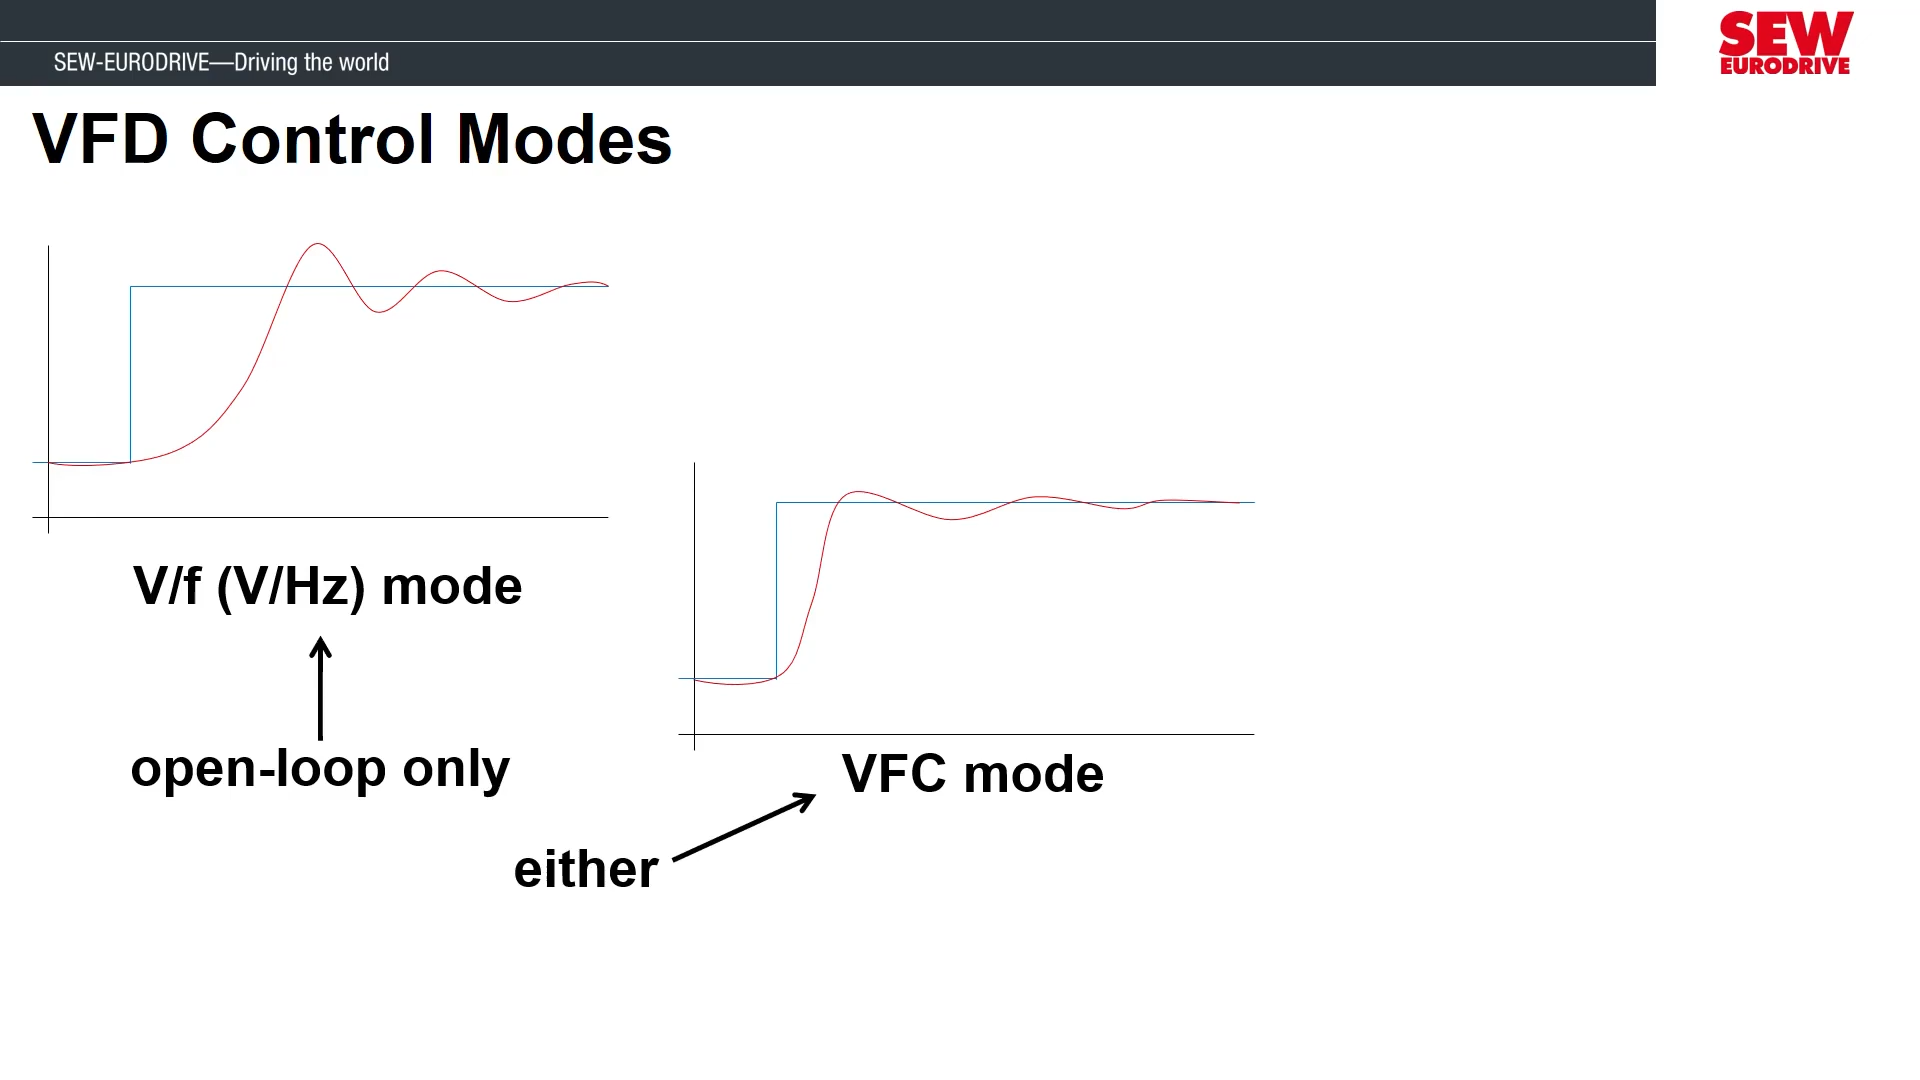 SEW-EURODRIVE—Driving the world
SEW
EURODRIVE
VFD Control Modes
V/f (V/Hz) mode
open-loop only
VFC mode
either